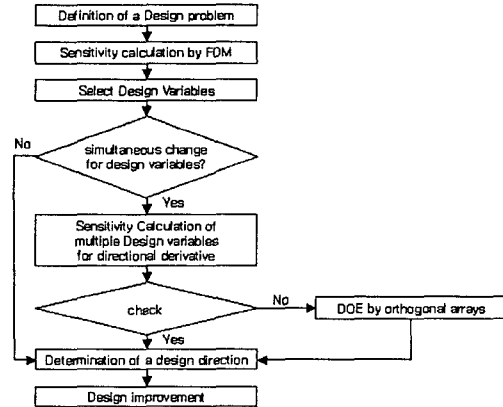 Definition of a Design problem
Sensitivity calculation by FDM
Select Design Variables
No
simultaneous change
for design variables?
Yes
Sensitivity Calculation of
multiple Design variables
for directional derivative
check
No
DOE by orthogonal arrays
Yes
Determination of a design direction
Design improvement